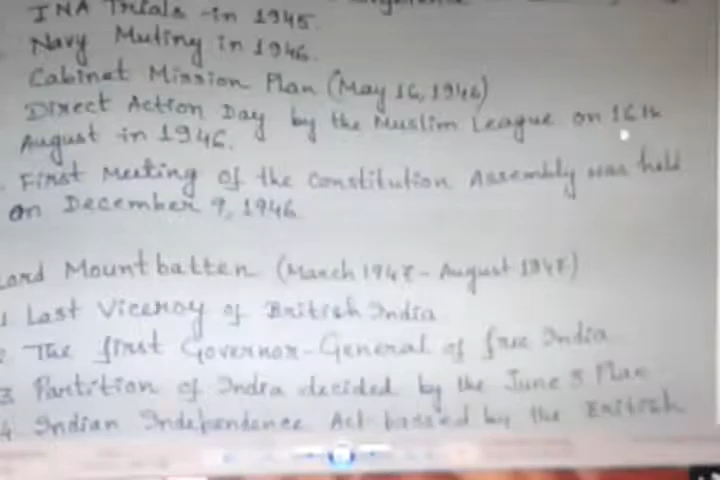 INA Trials in 1945.
Navy Mutiny in 1946.
Cabinet Mission Plan (May 16, 1946)
Direct Action Day by the Muslim League on 16th
August in 1946.
First Meeting of the Constitution Assembly was held
on December 9, 1946
Lord Mountbatten (March 1947 - August 1947)
1 Last Viceroy of British India
2 The first Governor-General of free India
3 Partition of India decided by the June 3 Plan
4 Indian Independence Act passed by the British